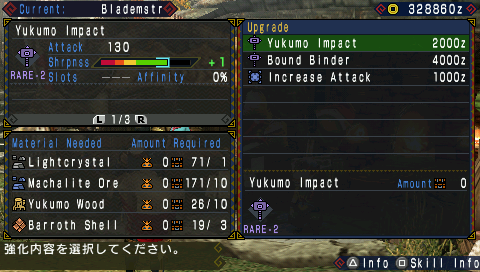 Current: Blademstr
328860z
Yukumo Impact
Attack 130
Shrpnss +1
Slots --- Affinity 0%
RARE-2
L 1/3 R
Upgrade
Yukumo Impact 2000z
Bound Binder 4000z
Increase Attack 1000z
Material Needed Amount Required
Lightcrystal 0 71/ 1
Machalite Ore 0 171/10
Yukumo Wood 0 26/10
Barroth Shell 0 19/ 3
Yukumo Impact Amount 0
RARE-2
強化内容を選択してください。
△ Info □ Skill Info